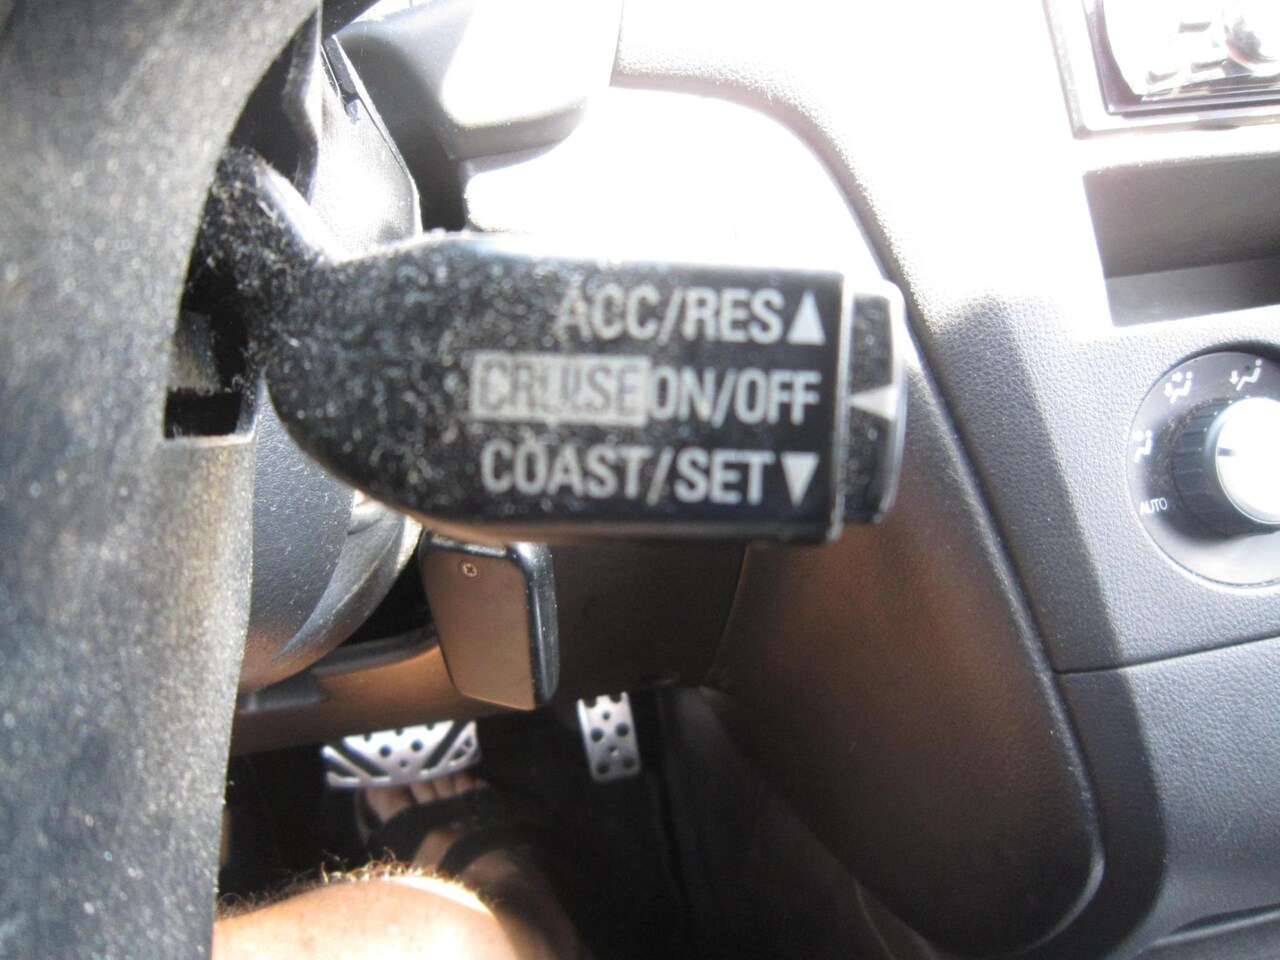 ACC/RES▲
CRUISE ON/OFF
COAST/SET▼
AUTO